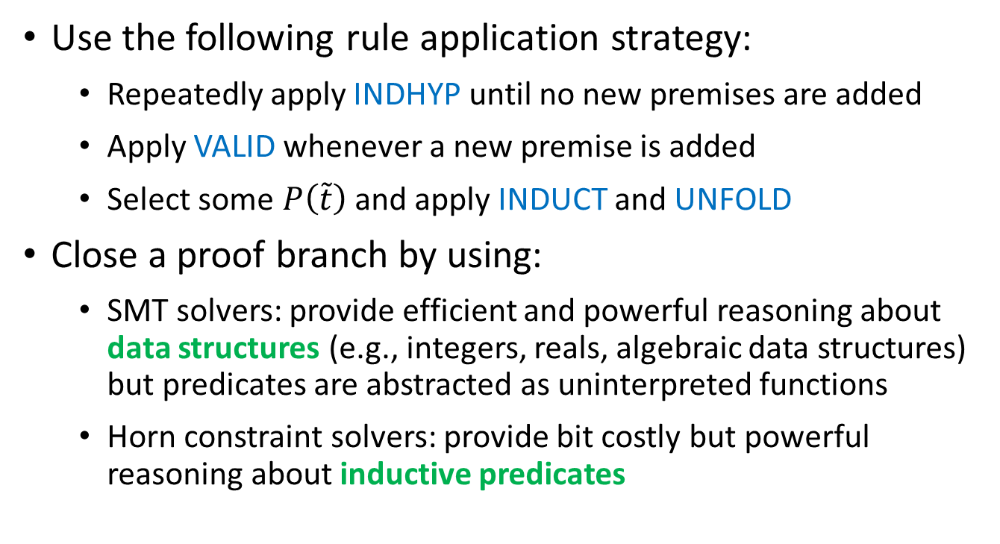 • Use the following rule application strategy:
• Repeatedly apply INDHYP until no new premises are added
• Apply VALID whenever a new premise is added
• Select some P(t̃) and apply INDUCT and UNFOLD
• Close a proof branch by using:
• SMT solvers: provide efficient and powerful reasoning about
data structures (e.g., integers, reals, algebraic data structures)
but predicates are abstracted as uninterpreted functions
• Horn constraint solvers: provide bit costly but powerful
reasoning about inductive predicates